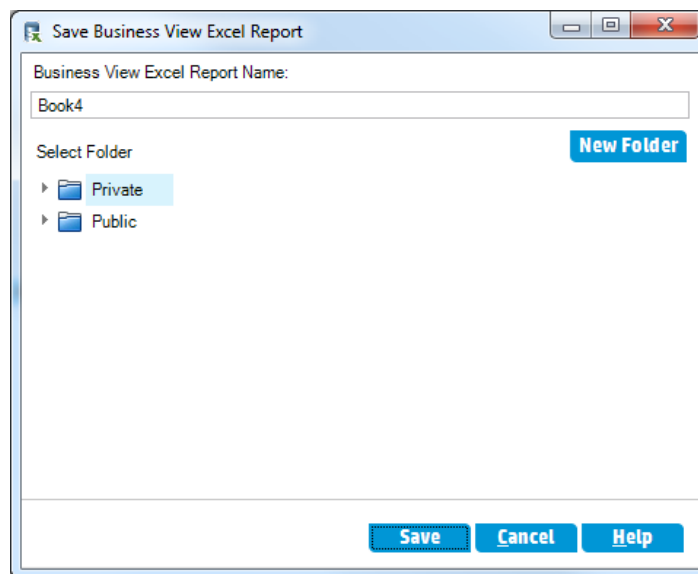 Save Business View Excel Report
Business View Excel Report Name:
Book4
New Folder
Select Folder
Private
Public
Save Cancel Help